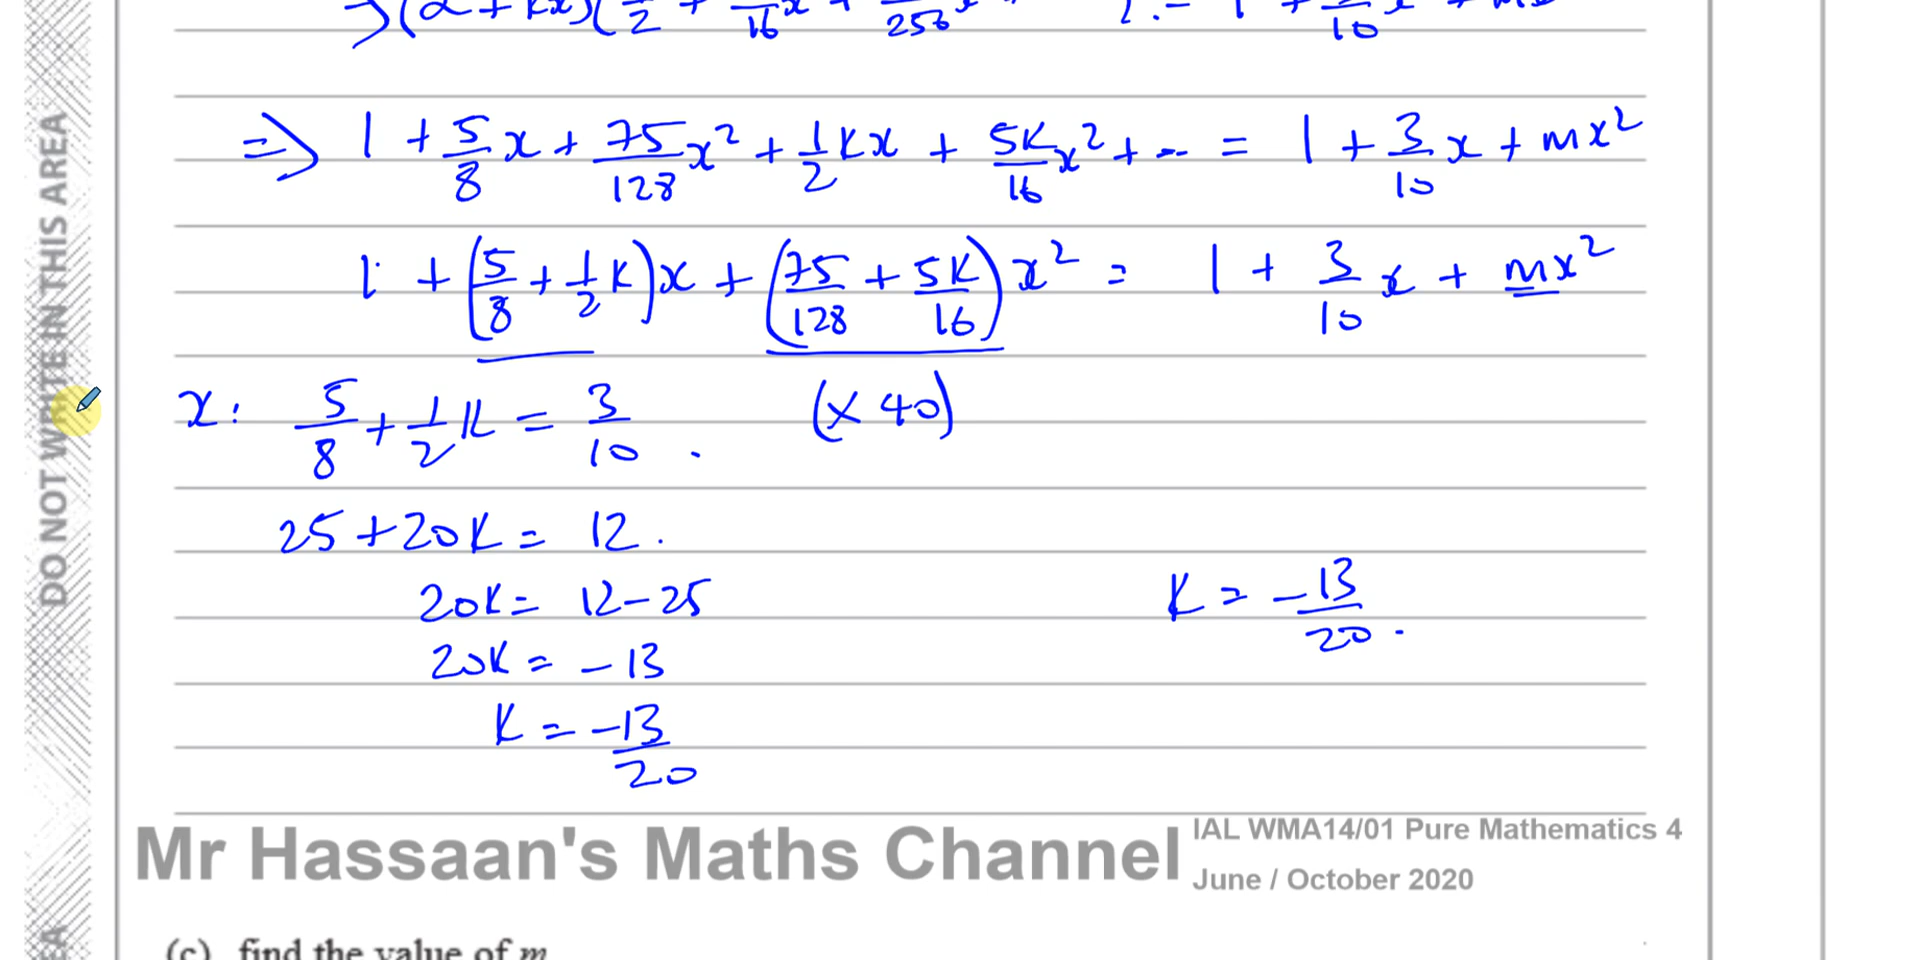 => 1 + 5/8 x + 75/128 x² + 1/2 kx + 5k/16 x² + -- = 1 + 3/10 x + mx²
1 + (5/8 + 1/2 k)x + (75/128 + 5k/16)x² = 1 + 3/10 x + mx²
x: 5/8 + 1/2 k = 3/10 . (× 40)
25 + 20k = 12.
20k = 12 - 25
20k = - 13
k = -13/20
k = -13/20.
Mr Hassaan's Maths Channel
IAL WMA14/01 Pure Mathematics 4
June / October 2020
(c) find the value of m
DO NOT WRITE IN THIS AREA
EA